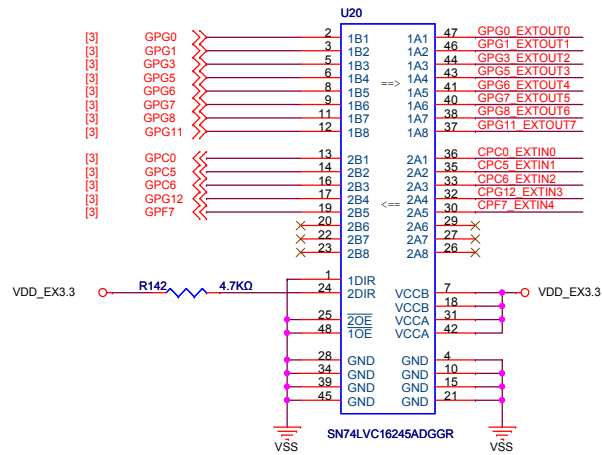 U20
[3] GPG0 2 1B1 1A1 47 GPG0_EXTOUT0
[3] GPG1 3 1B2 1A2 46 GPG1_EXTOUT1
[3] GPG3 5 1B3 1A3 44 GPG3_EXTOUT2
[3] GPG5 6 1B4 1A4 43 GPG5_EXTOUT3
==>
[3] GPG6 8 1B5 1A5 41 GPG6_EXTOUT4
[3] GPG7 9 1B6 1A6 40 GPG7_EXTOUT5
[3] GPG8 11 1B7 1A7 38 GPG8_EXTOUT6
[3] GPG11 12 1B8 1A8 37 GPG11_EXTOUT7
[3] GPC0 13 2B1 2A1 36 CPC0_EXTIN0
[3] GPC5 14 2B2 2A2 35 CPC5_EXTIN1
[3] GPC6 16 2B3 2A3 33 CPC6_EXTIN2
[3] GPG12 17 2B4 2A4 32 CPG12_EXTIN3
[3] GPF7 19 2B5 <== 2A5 30 CPF7_EXTIN4
20 2B6 2A6 29
22 2B7 2A7 27
23 2B8 2A8 26
1 1DIR
VDD_EX3.3 R142 4.7KΩ 24 2DIR VCCB 7 VDD_EX3.3
VCCB 18
25 2OE VCCA 31
48 1OE VCCA 42
28 GND GND 4
34 GND GND 10
39 GND GND 15
45 GND GND 21
SN74LVC16245ADGGR
VSS VSS